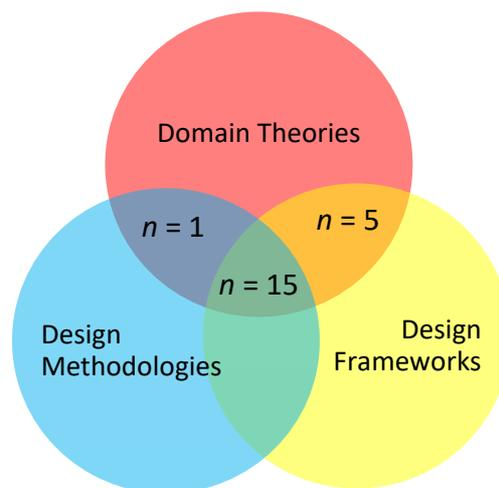 Domain Theories
n = 1
n = 5
n = 15
Design
Methodologies
Design
Frameworks